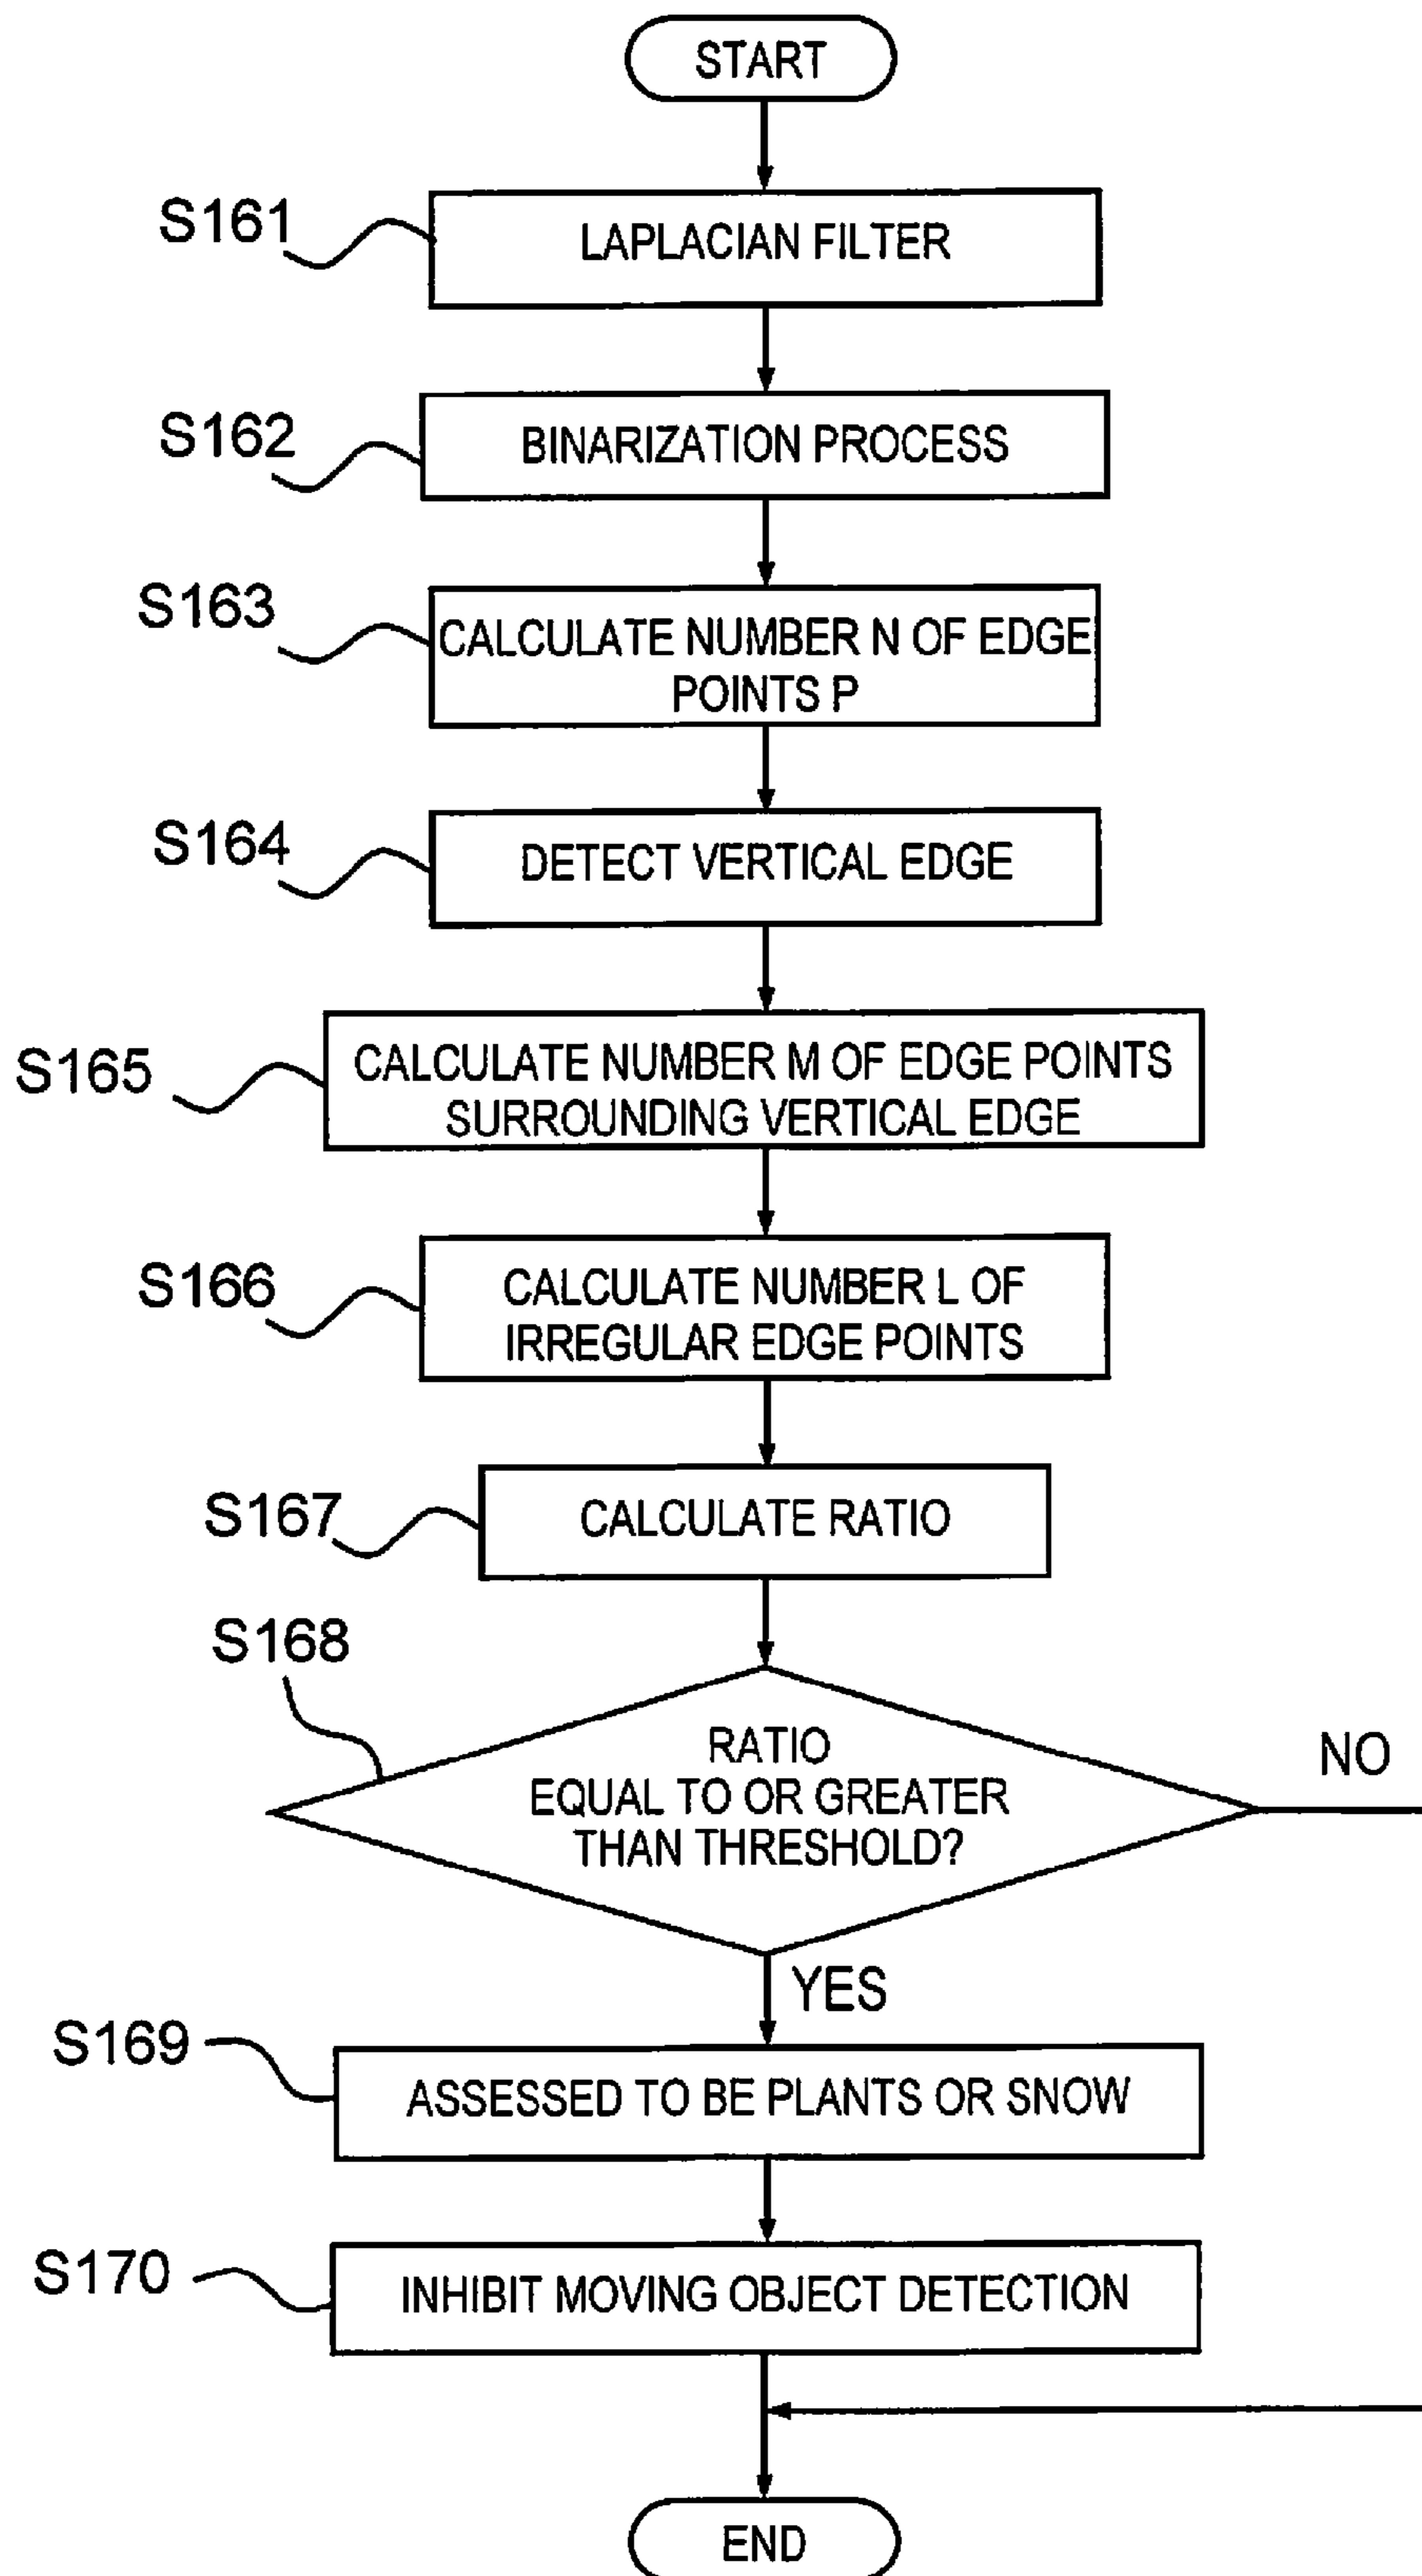 START
S161
LAPLACIAN FILTER
S162
BINARIZATION PROCESS
S163
CALCULATE NUMBER N OF EDGE
POINTS P
S164
DETECT VERTICAL EDGE
S165
CALCULATE NUMBER M OF EDGE POINTS
SURROUNDING VERTICAL EDGE
S166
CALCULATE NUMBER L OF
IRREGULAR EDGE POINTS
S167
CALCULATE RATIO
S168
RATIO
EQUAL TO OR GREATER
THAN THRESHOLD?
NO
YES
S169
ASSESSED TO BE PLANTS OR SNOW
S170
INHIBIT MOVING OBJECT DETECTION
END